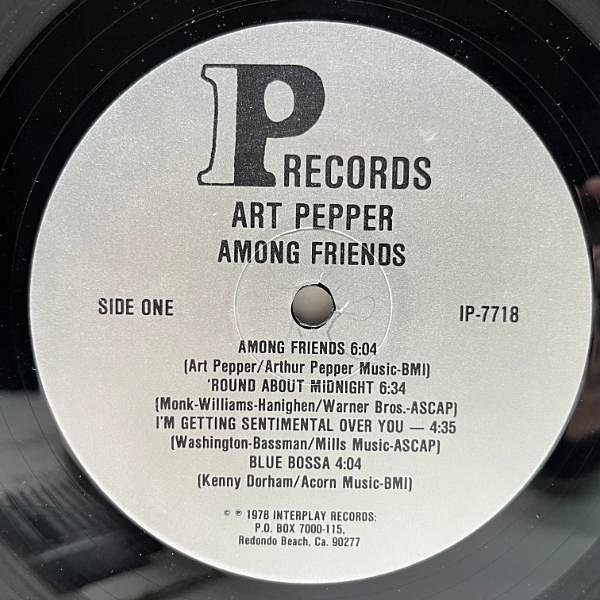 IP RECORDS
ART PEPPER
AMONG FRIENDS
SIDE ONE IP-7718
AMONG FRIENDS 6:04
(Art Pepper/Arthur Pepper Music-BMI)
'ROUND ABOUT MIDNIGHT 6:34
(Monk-Williams-Hanighen/Warner Bros.-ASCAP)
I'M GETTING SENTIMENTAL OVER YOU — 4:35
(Washington-Bassman/Mills Music-ASCAP)
BLUE BOSSA 4:04
(Kenny Dorham/Acorn Music-BMI)
© ℗ 1978 INTERPLAY RECORDS:
P.O. BOX 7000-115,
Redondo Beach, Ca. 90277